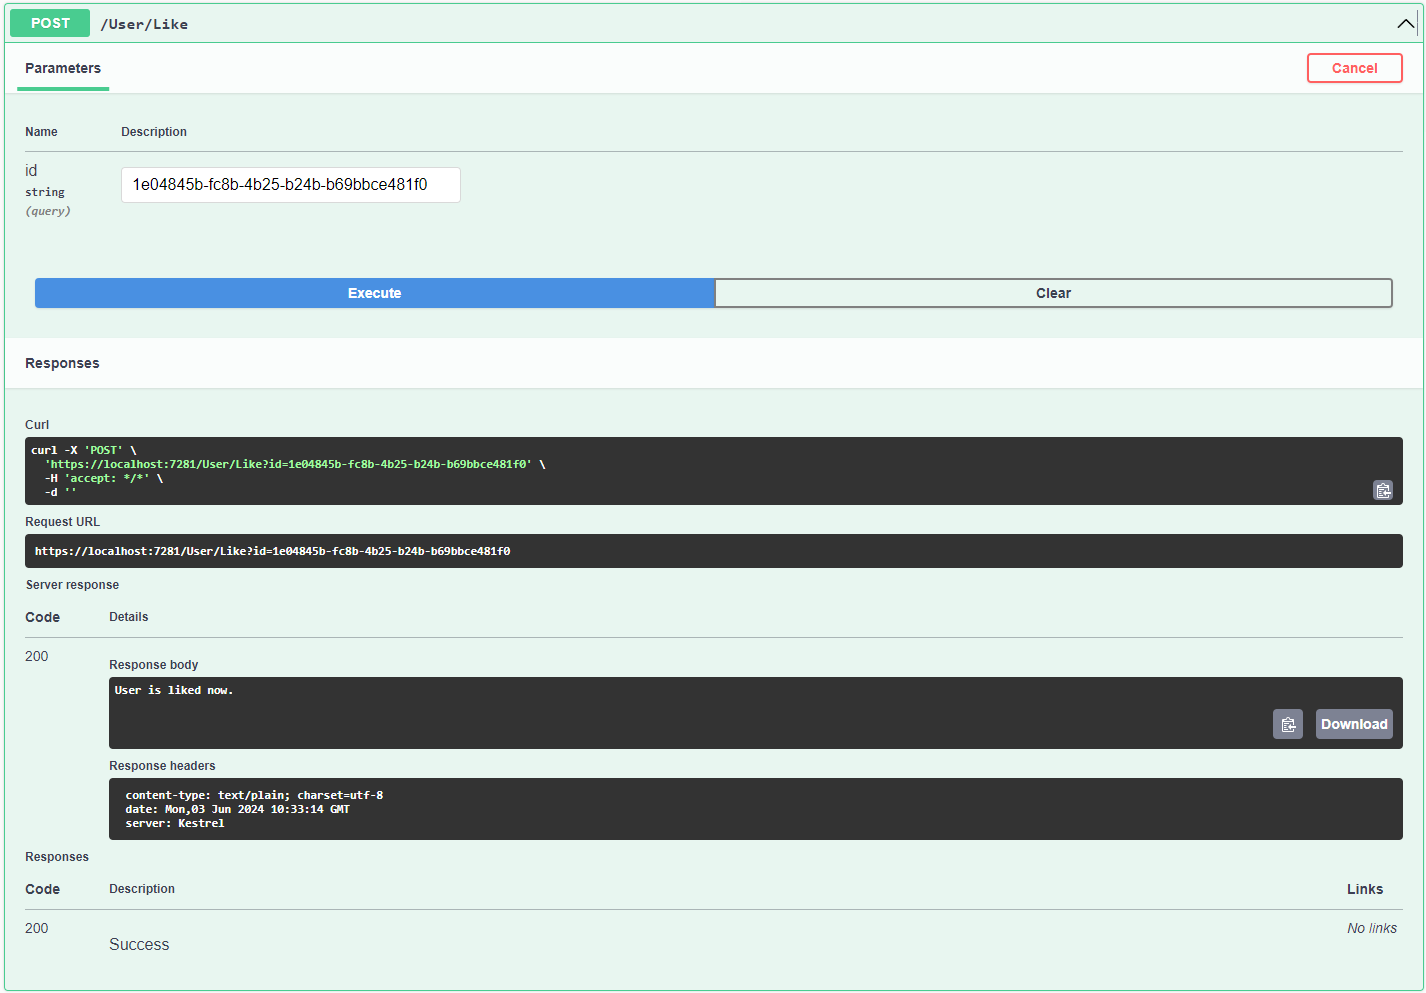 POST /User/Like
Parameters Cancel
Name Description
id
string
(query)
1e04845b-fc8b-4b25-b24b-b69bbce481f0
Execute Clear
Responses
Curl
curl -X 'POST' \
'https://localhost:7281/User/Like?id=1e04845b-fc8b-4b25-b24b-b69bbce481f0' \
-H 'accept: */*' \
-d ''
Request URL
https://localhost:7281/User/Like?id=1e04845b-fc8b-4b25-b24b-b69bbce481f0
Server response
Code Details
200
Response body
User is liked now.
Download
Response headers
content-type: text/plain; charset=utf-8
date: Mon,03 Jun 2024 10:33:14 GMT
server: Kestrel
Responses
Code Description Links
200 No links
Success